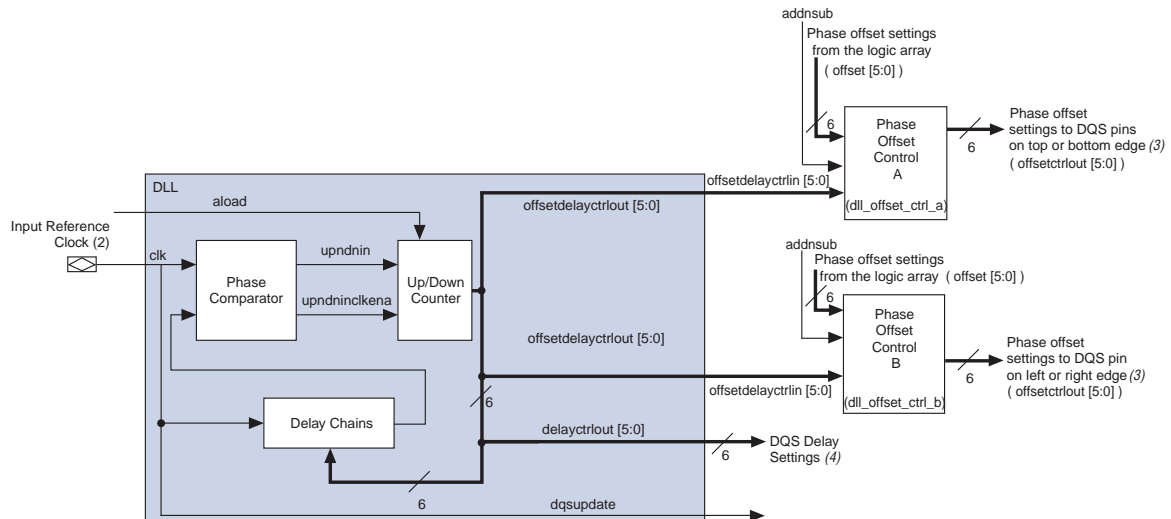 addnsub
Phase offset settings
from the logic array
( offset [5:0] )
6
Phase
Offset
Control
A
(dll_offset_ctrl_a)
6
Phase offset
settings to DQS pins
on top or bottom edge (3)
( offsetctrlout [5:0] )
DLL
aload
offsetdelayctrlout [5:0]
offsetdelayctrlin [5:0]
Input Reference
Clock (2)
clk
Phase
Comparator
upndnin
upndninclkena
Up/Down
Counter
addnsub
Phase offset settings
from the logic array ( offset [5:0] )
6
Phase
Offset
Control
B
(dll_offset_ctrl_b)
6
Phase offset
settings to DQS pin
on left or right edge (3)
( offsetctrlout [5:0] )
offsetdelayctrlout [5:0]
offsetdelayctrlin [5:0]
6
Delay Chains
delayctrlout [5:0]
6
DQS Delay
Settings (4)
6
dqsupdate